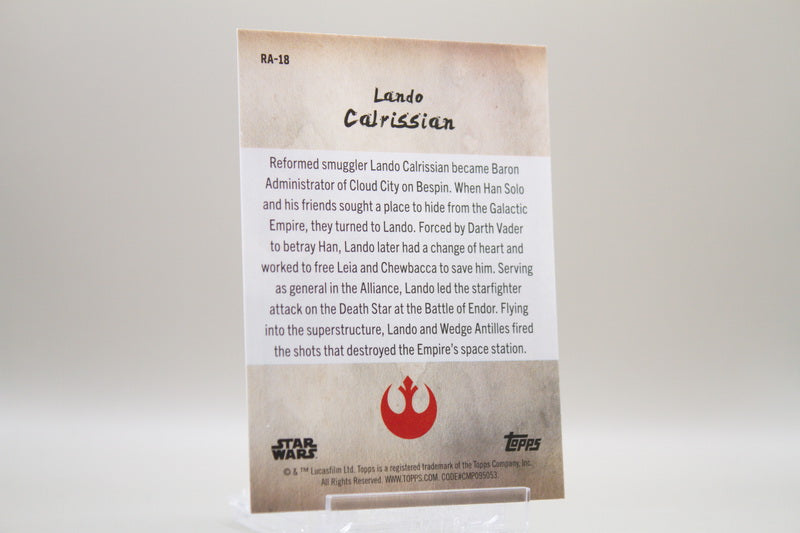 RA-18
Lando
Calrissian
Reformed smuggler Lando Calrissian became Baron
Administrator of Cloud City on Bespin. When Han Solo
and his friends sought a place to hide from the Galactic
Empire, they turned to Lando. Forced by Darth Vader
to betray Han, Lando later had a change of heart and
worked to free Leia and Chewbacca to save him. Serving
as general in the Alliance, Lando led the starfighter
attack on the Death Star at the Battle of Endor. Flying
into the superstructure, Lando and Wedge Antilles fired
the shots that destroyed the Empire's space station.
STAR
WARS
Topps
© & ™ Lucasfilm Ltd. Topps is a registered trademark of the Topps Company, Inc.
All Rights Reserved. WWW.TOPPS.COM. CODE#CMP095053.